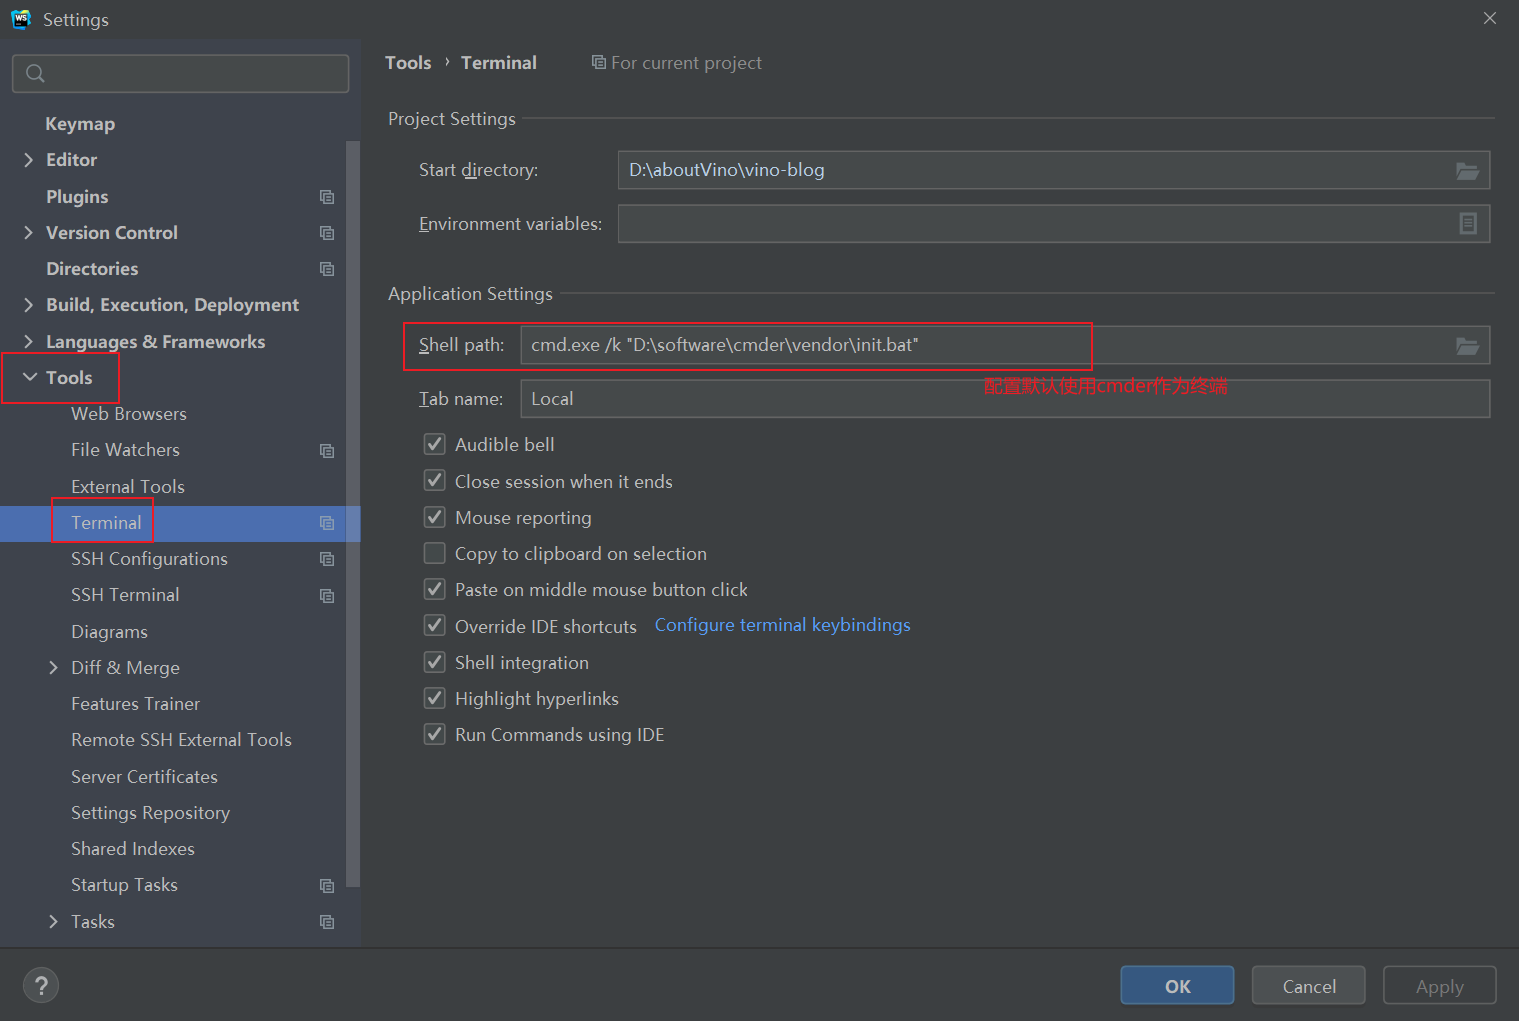 Settings
Keymap
Editor
Plugins
Version Control
Directories
Build, Execution, Deployment
Languages & Frameworks
Tools
Web Browsers
File Watchers
External Tools
Terminal
SSH Configurations
SSH Terminal
Diagrams
Diff & Merge
Features Trainer
Remote SSH External Tools
Server Certificates
Settings Repository
Shared Indexes
Startup Tasks
Tasks
Tools › Terminal For current project
Project Settings
Start directory: D:\aboutVino\vino-blog
Environment variables:
Application Settings
Shell path: cmd.exe /k "D:\software\cmder\vendor\init.bat"
配置默认使用cmder作为终端
Tab name: Local
Audible bell
Close session when it ends
Mouse reporting
Copy to clipboard on selection
Paste on middle mouse button click
Override IDE shortcuts Configure terminal keybindings
Shell integration
Highlight hyperlinks
Run Commands using IDE
? OK Cancel Apply